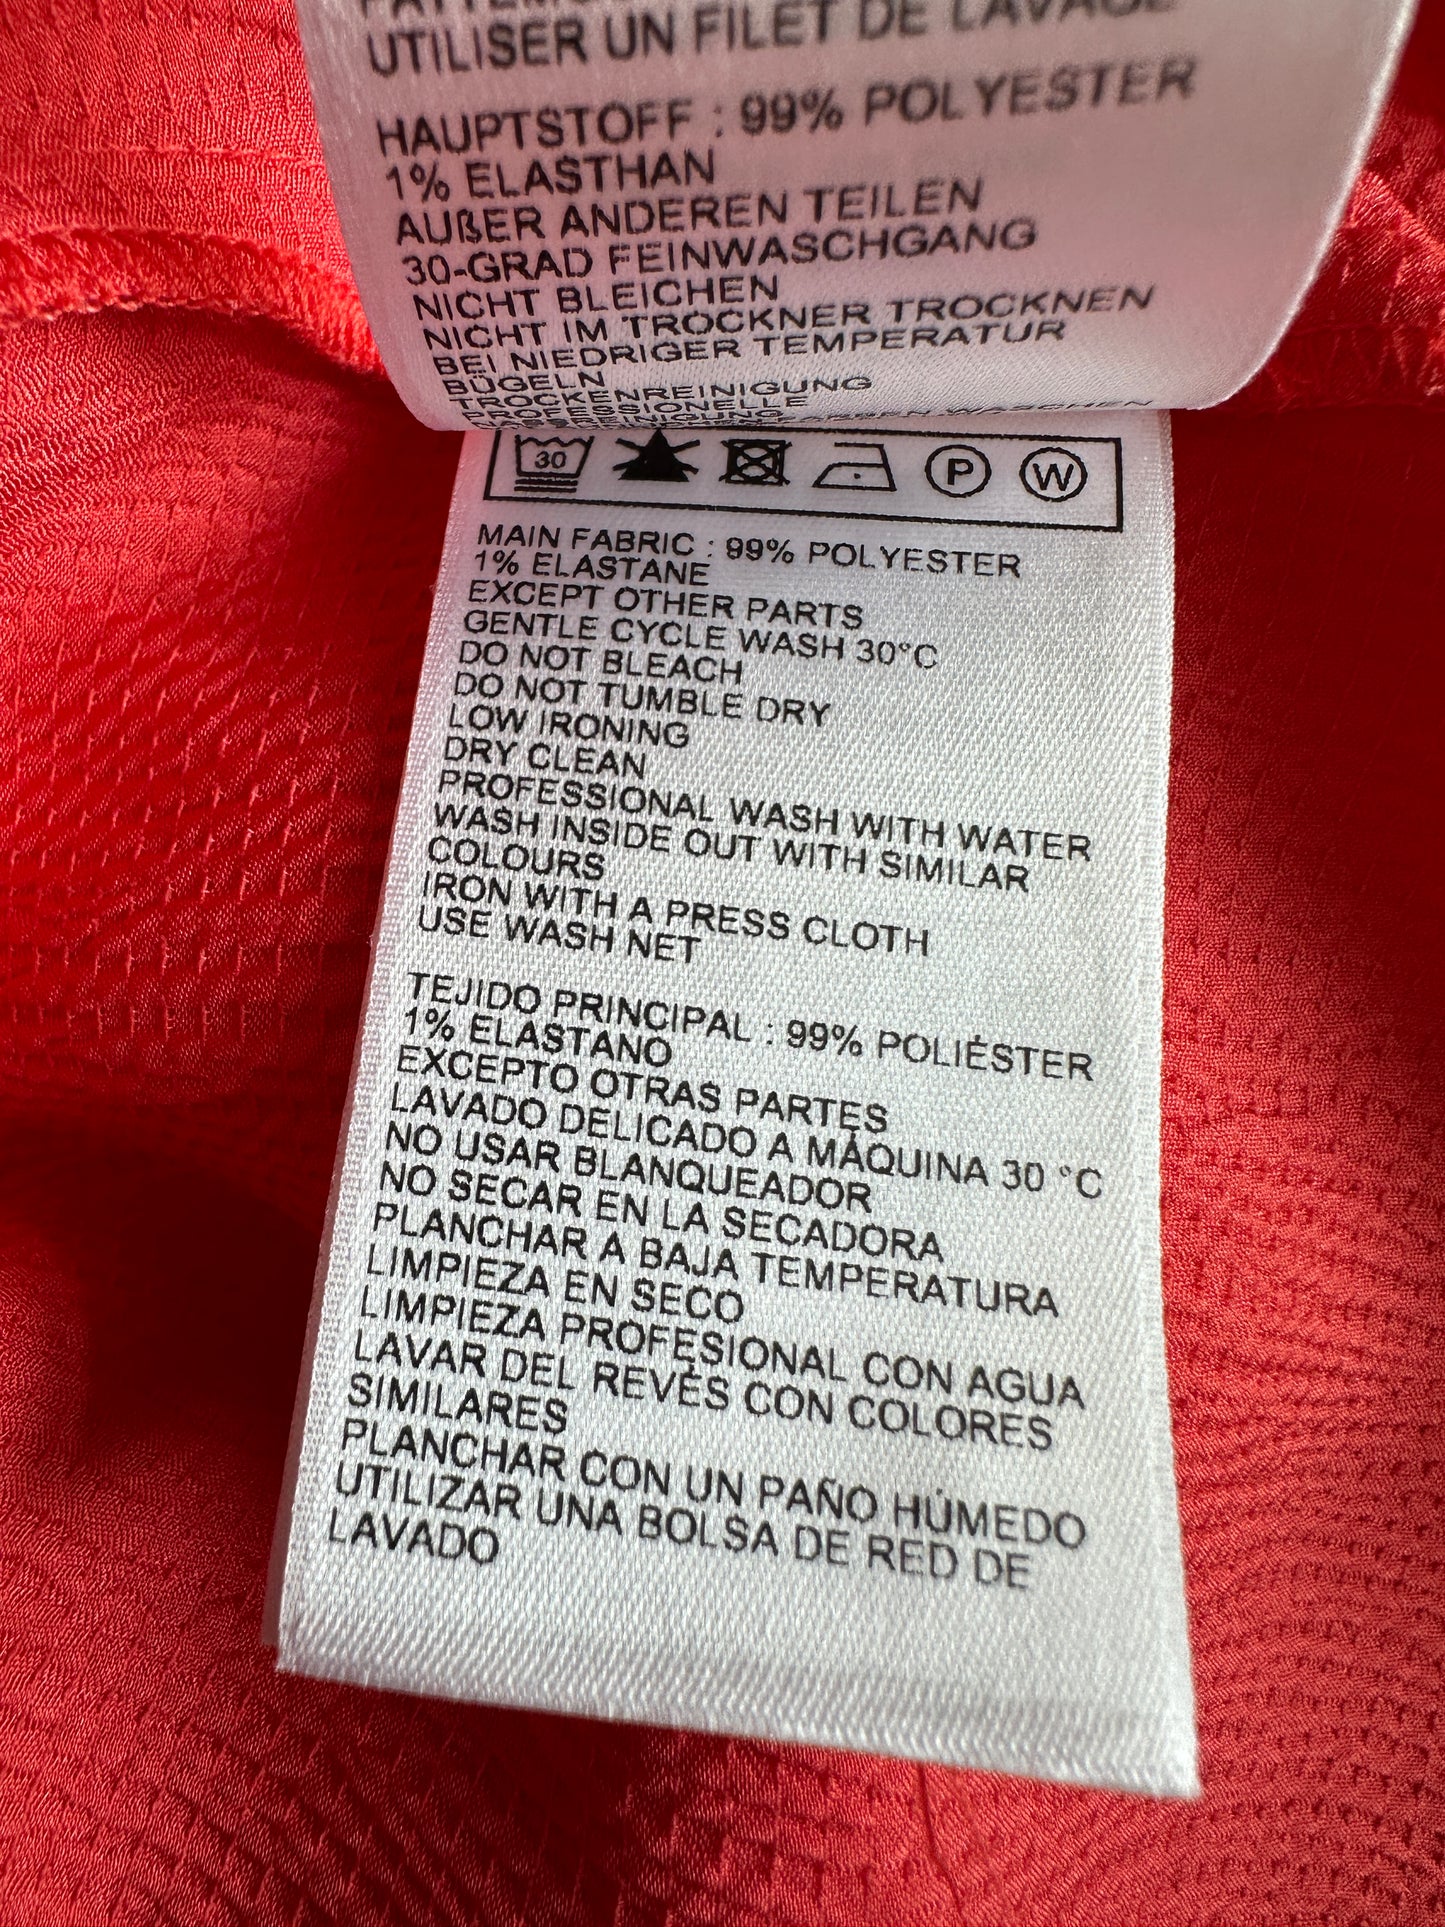 UTILISER UN FILET DE LAVAGE
HAUPTSTOFF : 99% POLYESTER
1% ELASTHAN
AUßER ANDEREN TEILEN
30-GRAD FEINWASCHGANG
NICHT BLEICHEN
NICHT IM TROCKNER TROCKNEN
BEI NIEDRIGER TEMPERATUR
BÜGELN
TROCKENREINIGUNG
PROFESSIONELLE
WASCHEN
30
P
W
MAIN FABRIC : 99% POLYESTER
1% ELASTANE
EXCEPT OTHER PARTS
GENTLE CYCLE WASH 30°C
DO NOT BLEACH
DO NOT TUMBLE DRY
LOW IRONING
DRY CLEAN
PROFESSIONAL WASH WITH WATER
WASH INSIDE OUT WITH SIMILAR
COLOURS
IRON WITH A PRESS CLOTH
USE WASH NET
TEJIDO PRINCIPAL : 99% POLIÉSTER
1% ELASTANO
EXCEPTO OTRAS PARTES
LAVADO DELICADO A MÁQUINA 30 °C
NO USAR BLANQUEADOR
NO SECAR EN LA SECADORA
PLANCHAR A BAJA TEMPERATURA
LIMPIEZA EN SECO
LIMPIEZA PROFESIONAL CON AGUA
LAVAR DEL REVÉS CON COLORES
SIMILARES
PLANCHAR CON UN PAÑO HÚMEDO
UTILIZAR UNA BOLSA DE RED DE
LAVADO